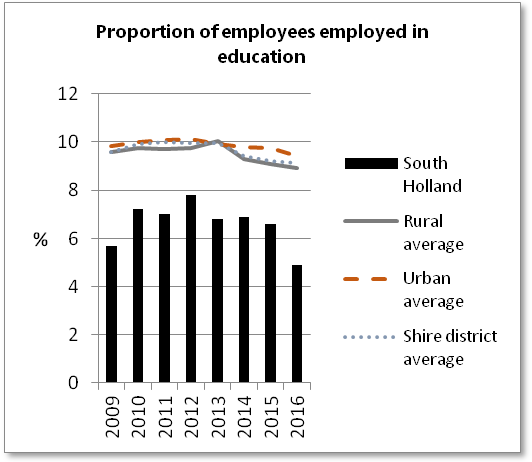 Proportion of employees employed in
education
12
10
8
6
4
2
0
%
2009
2010
2011
2012
2013
2014
2015
2016
South
Holland
Rural
average
Urban
average
Shire district
average